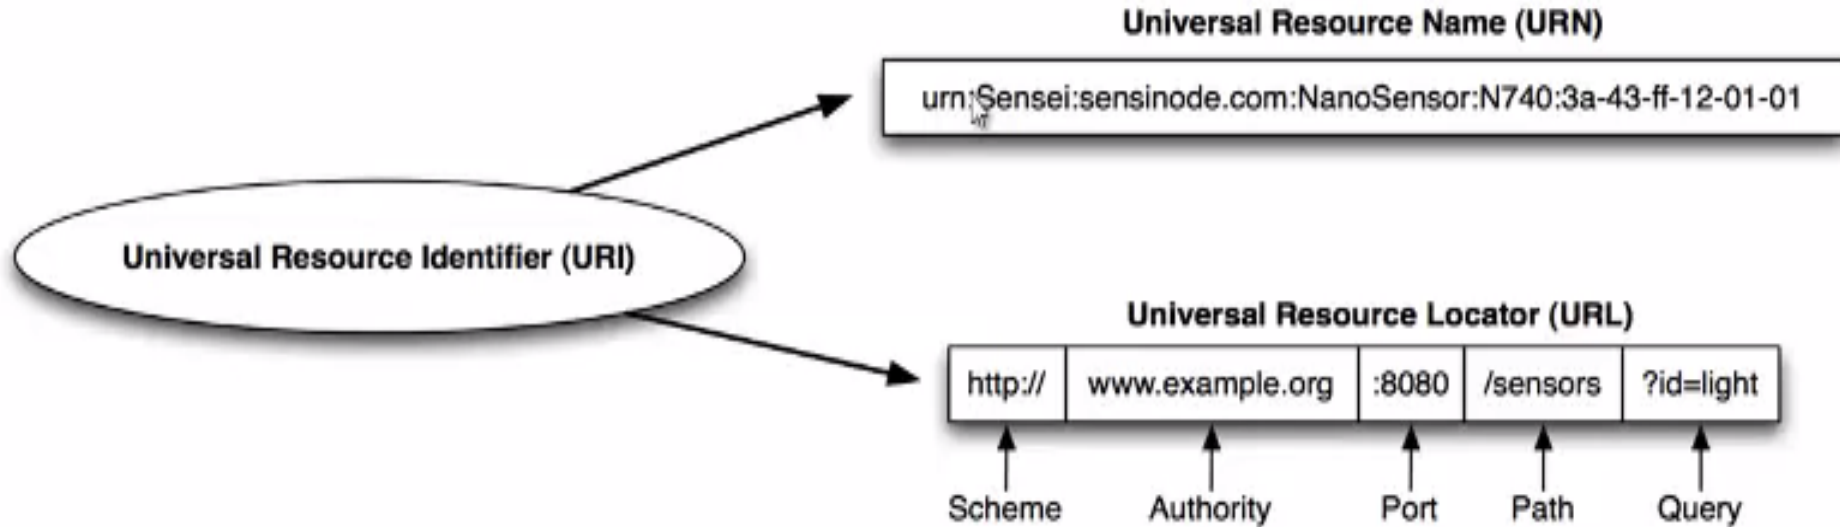 Universal Resource Name (URN)
urn:Sensei:sensinode.com:NanoSensor:N740:3a-43-ff-12-01-01
Universal Resource Identifier (URI)
Universal Resource Locator (URL)
http:// www.example.org :8080 /sensors ?id=light
Scheme Authority Port Path Query